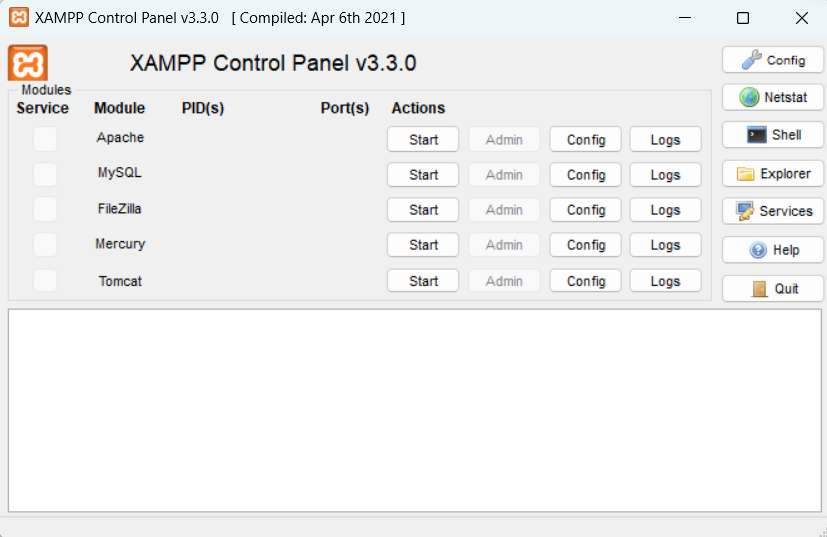 XAMPP Control Panel v3.3.0 [ Compiled: Apr 6th 2021 ]
XAMPP Control Panel v3.3.0
Config
Modules
Service Module PID(s) Port(s) Actions
Netstat
Apache Start Admin Config Logs
Shell
MySQL Start Admin Config Logs
Explorer
FileZilla Start Admin Config Logs
Services
Mercury Start Admin Config Logs
Help
Tomcat Start Admin Config Logs
Quit